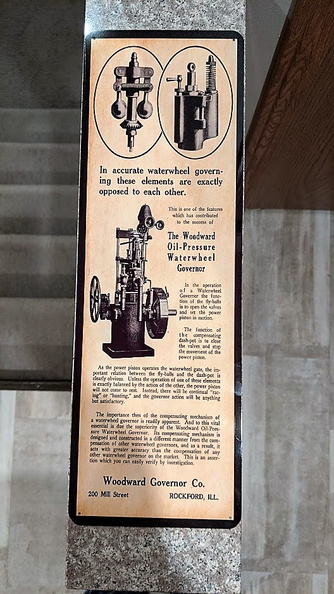 In accurate waterwheel govern-
ing these elements are exactly
opposed to each other.
This is one of the features
which has contributed
to the success of
The Woodward
Oil-Pressure
Waterwheel
Governor
In the operation
of a Waterwheel
Governor the func-
tion of the fly-balls
is to open the valves
and set the power
piston in motion.
The function of
the compensating
dash-pot is to close
the valves and stop
the movement of the
power piston.
As the power piston operates the waterwheel gate, the im-
portant relation between the fly-balls and the dash-pot is
clearly obvious. Unless the operation of one of these elements
is exactly balanced by the action of the other, the power piston
will not come to rest. Instead, there will be continual "rac-
ing" or "hunting," and the governor action will be anything
but satisfactory.
The importance then of the compensating mechanism of
a waterwheel governor is readily apparent. And to this vital
essential is due the superiority of the Woodward Oil-Pres-
sure Waterwheel Governor. Its compensating mechanism is
designed and constructed in a different manner from the com-
pensation of other waterwheel governors, and as a result, it
acts with greater accuracy than the compensation of any
other waterwheel governor on the market. This is an asser-
tion which you can easily verify by investigation.
Woodward Governor Co.
200 Mill Street ROCKFORD, ILL.